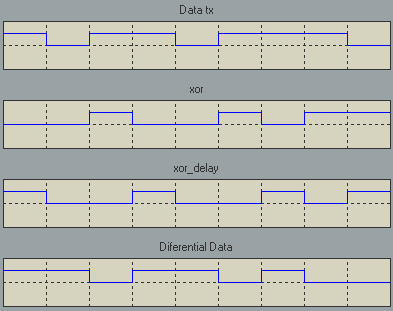 Data tx
xor
xor_delay
Diferential Data